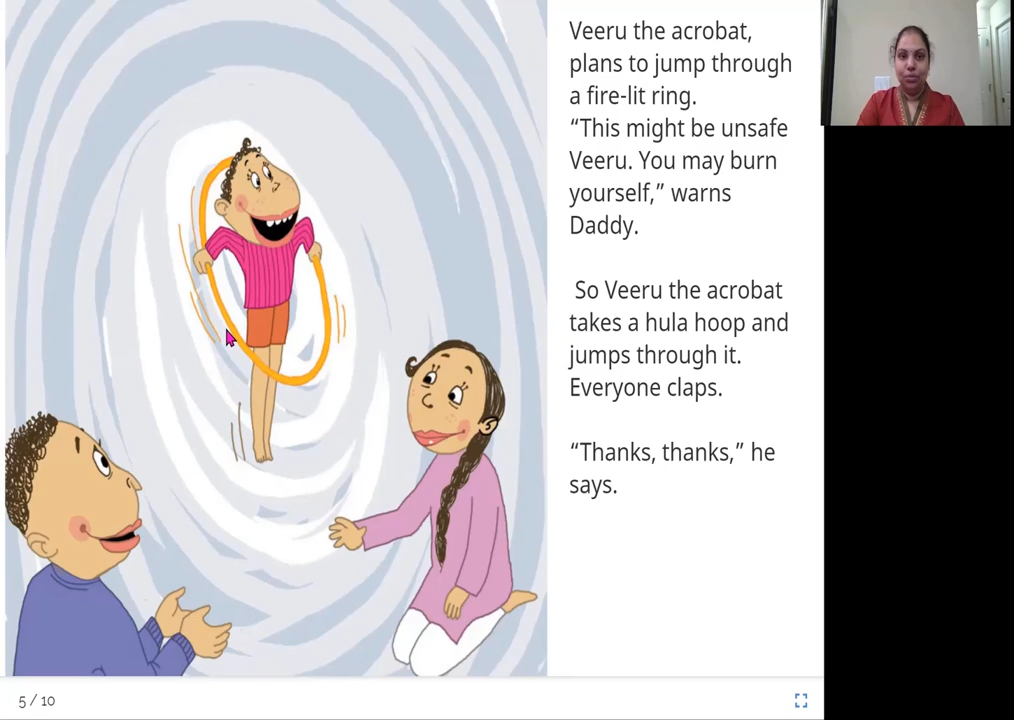 Veeru the acrobat,
plans to jump through
a fire-lit ring.
“This might be unsafe
Veeru. You may burn
yourself,” warns
Daddy.
So Veeru the acrobat
takes a hula hoop and
jumps through it.
Everyone claps.
“Thanks, thanks,” he
says.
5 / 10